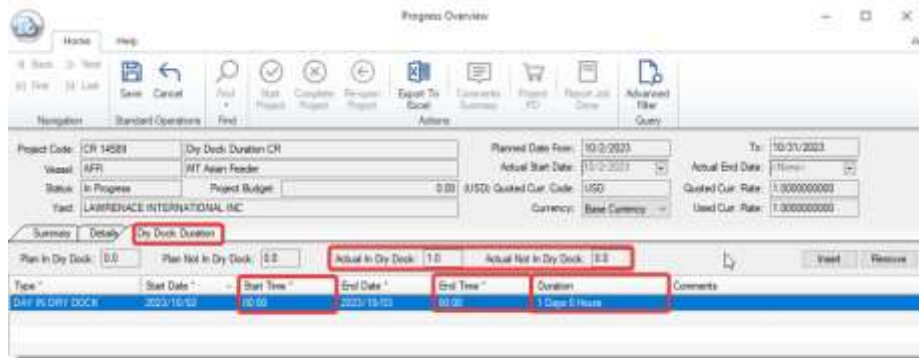 Progress Overview
Home Help
Back Next
First Last
Save Cancel Find Start Project Complete Project Re-open Project Export To Excel Comments Summary Project PO Report Job Done Advanced Filter
Navigation Standard Operations Find Actions Query
Project Code: CR 14589 Dry Dock Duration CR Planned Date From: 10/2/2023 To: 10/31/2023
Vessel: AFR MT Asian Feeder Actual Start Date: 10/2/2023 Actual End Date: <None>
Status: In Progress Project Budget: 0.00 (USD) Quoted Curr. Code: USD Quoted Curr. Rate: 1.0000000000
Yard: LAWRENACE INTERNATIONAL INC Currency: Base Currency Used Curr. Rate: 1.0000000000
Summary Details Dry Dock Duration
Plan In Dry Dock: 0.0 Plan Not In Dry Dock: 0.0 Actual In Dry Dock: 1.0 Actual Not In Dry Dock: 0.0 Insert Remove
Type * Start Date * Start Time * End Date * End Time * Duration Comments
DAY IN DRY DOCK 2023/10/02 00:00 2023/10/03 00:00 1 Days 0 Hours